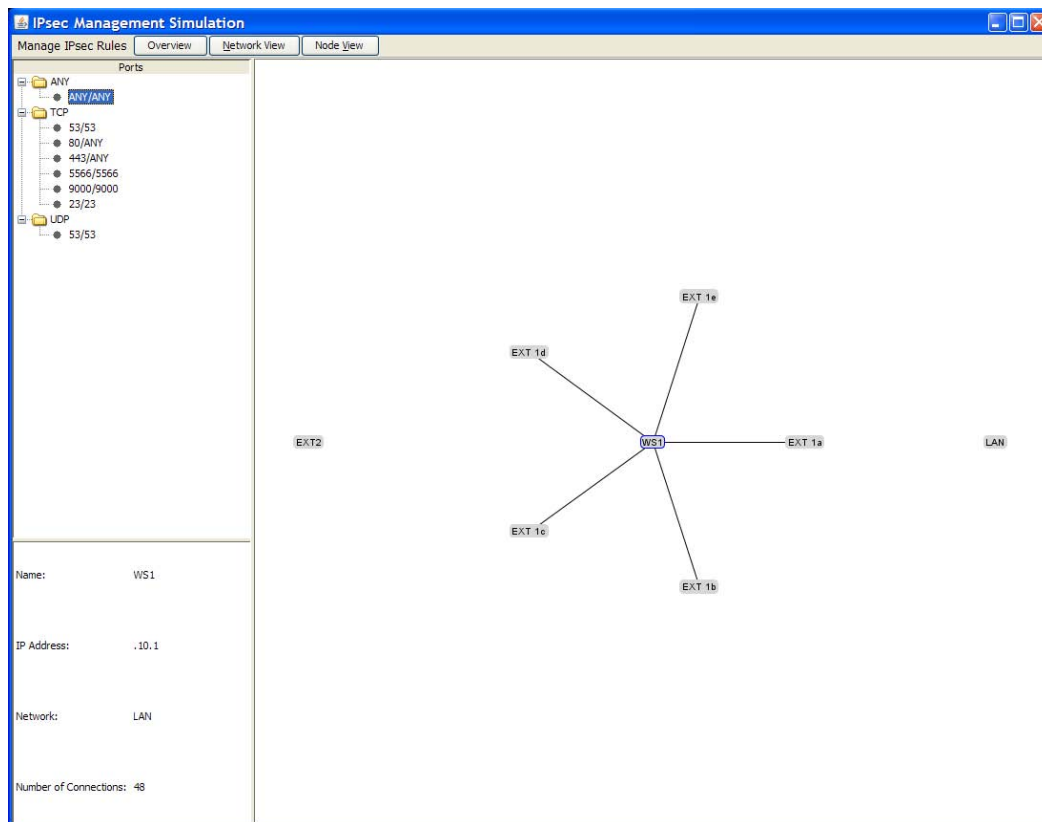 IPsec Management Simulation
Manage IPsec Rules Overview Network View Node View
Ports
ANY
ANY/ANY
TCP
53/53
80/ANY
443/ANY
5566/5566
9000/9000
23/23
UDP
53/53
Name: WS1
IP Address: .10.1
Network: LAN
Number of Connections: 48
EXT 1e
EXT 1d
EXT2 WS1 EXT 1a LAN
EXT 1c
EXT 1b